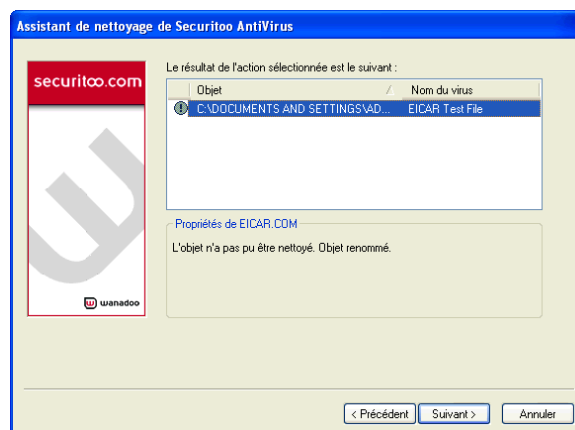 Assistant de nettoyage de Securitoo AntiVirus
securitoo.com
Le résultat de l'action sélectionnée est le suivant :
Objet Nom du virus
C:\DOCUMENTS AND SETTINGS\AD... EICAR Test File
Propriétés de EICAR.COM
L'objet n'a pas pu être nettoyé. Objet renommé.
w wanadoo
< Précédent Suivant > Annuler